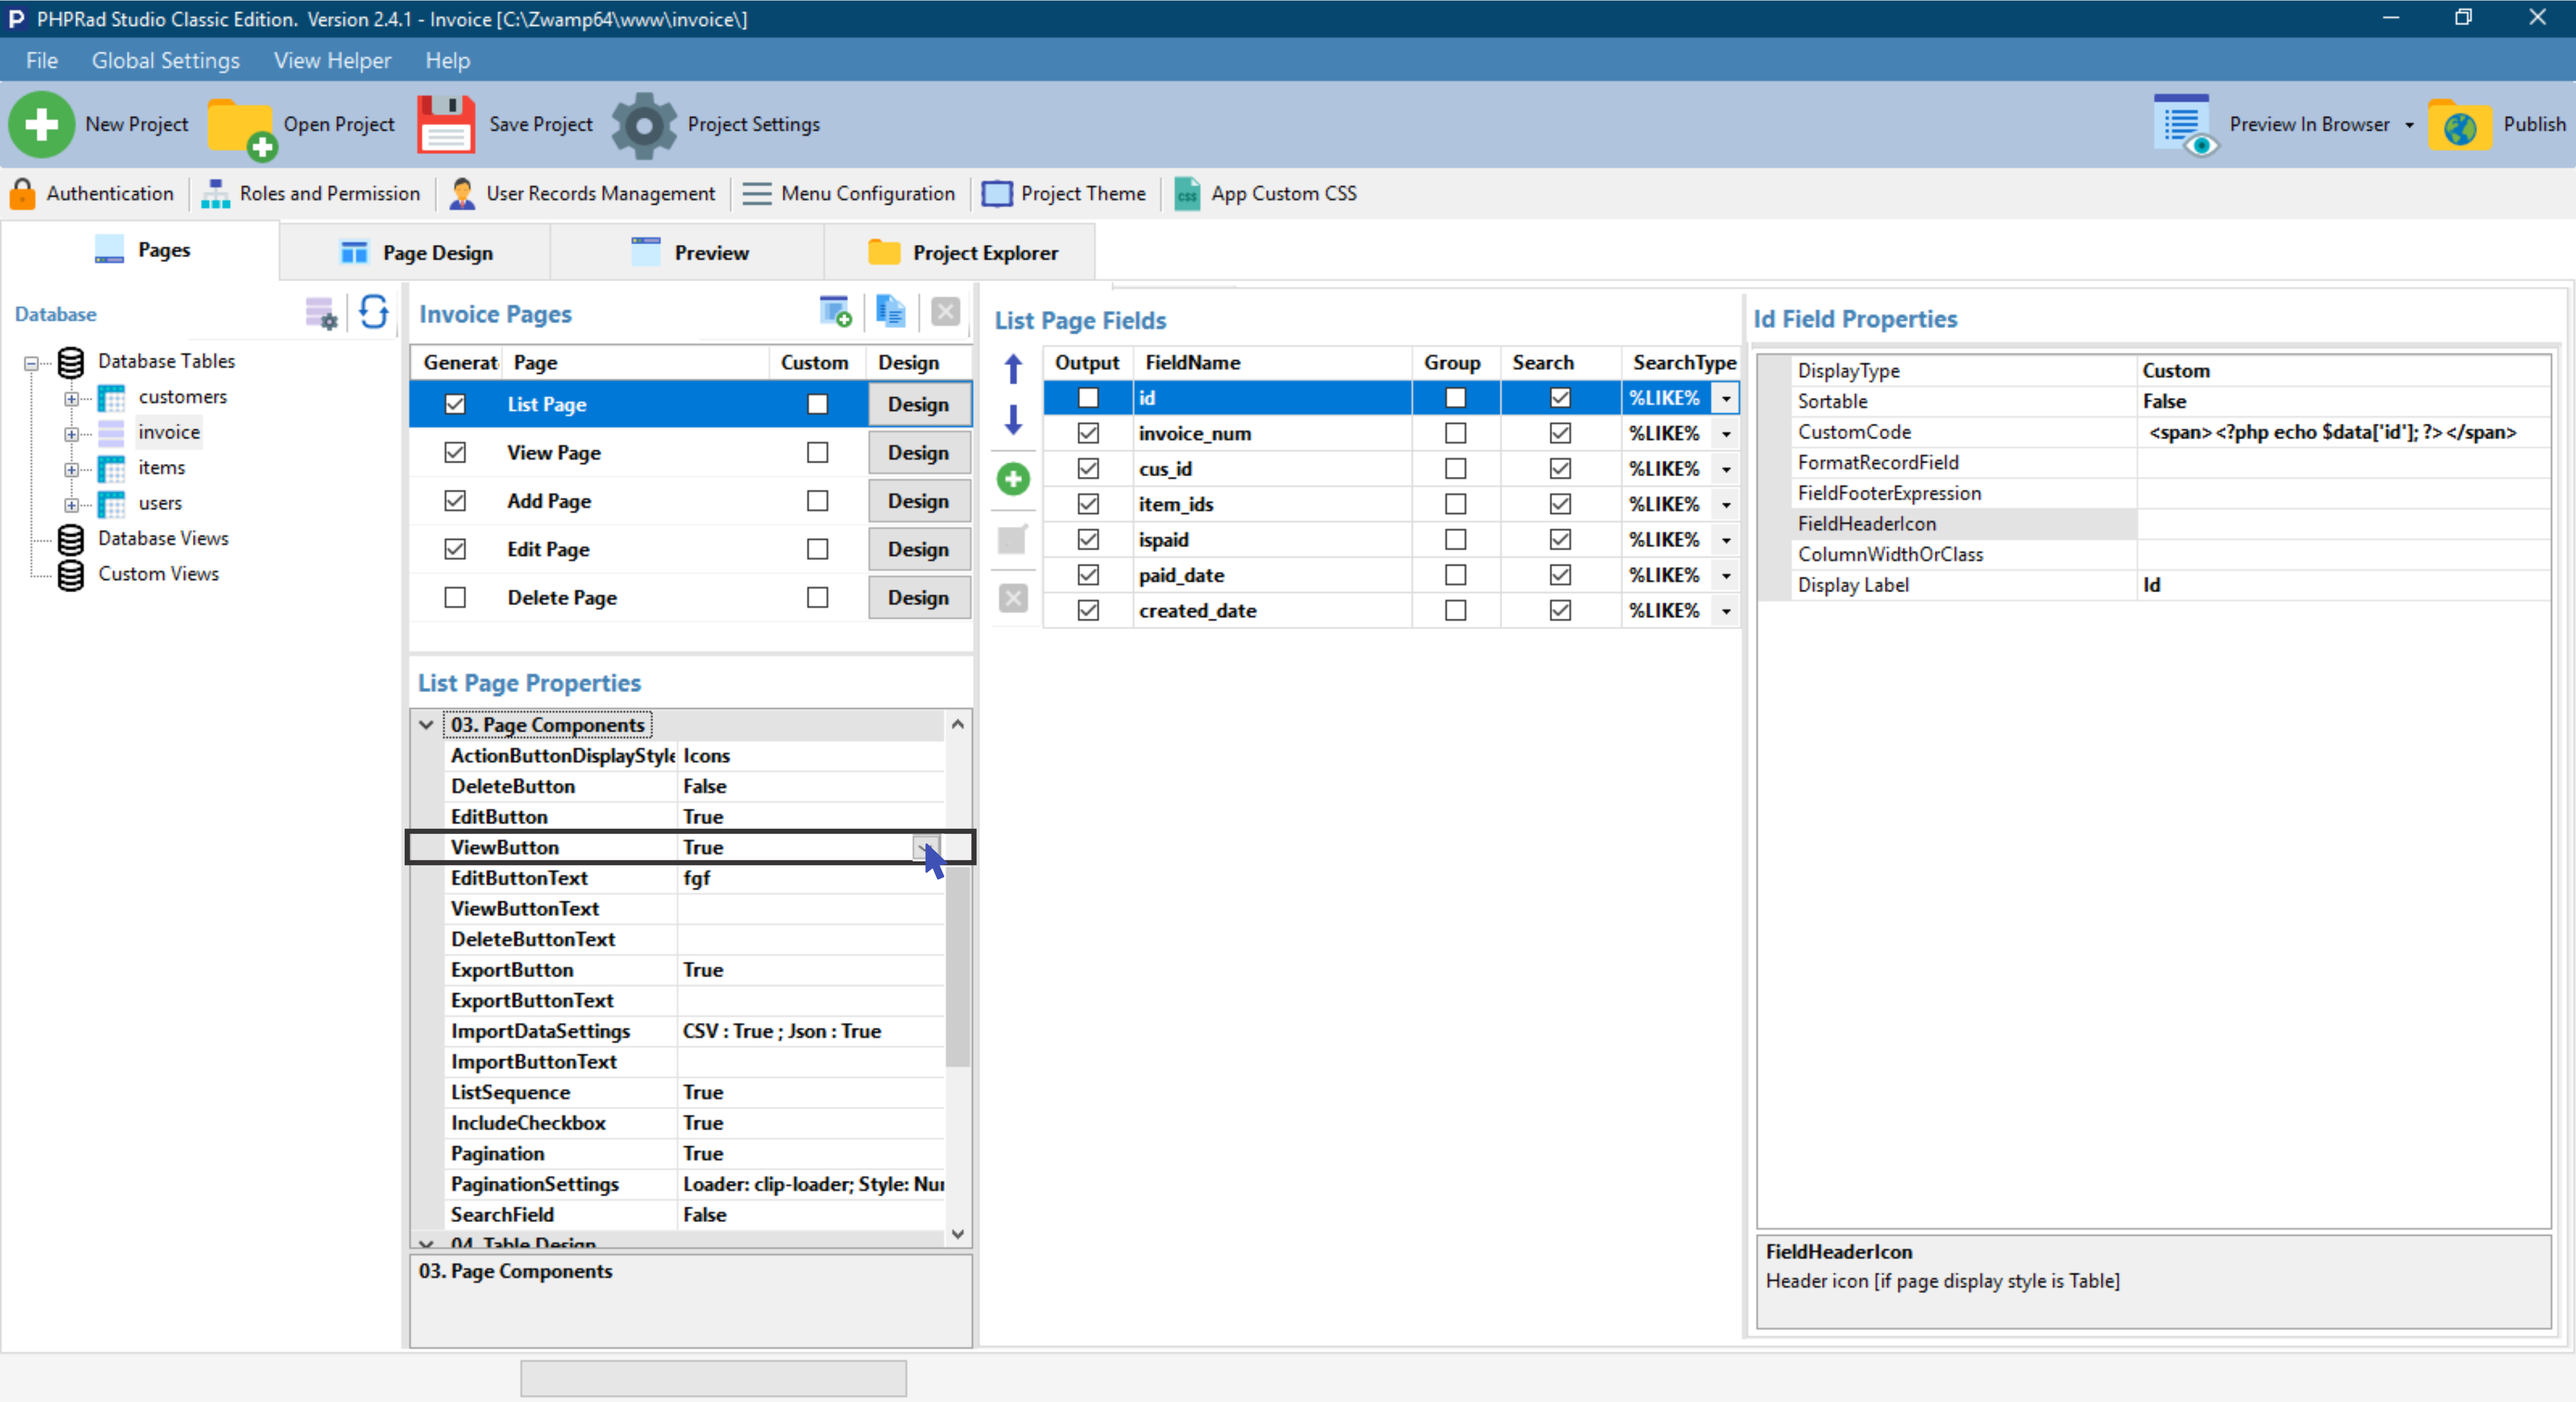 PHPRad Studio Classic Edition. Version 2.4.1 - Invoice [C:\Zwamp64\www\invoice\]
File Global Settings View Helper Help
New Project Open Project Save Project Project Settings Preview In Browser Publish
Authentication Roles and Permission User Records Management Menu Configuration Project Theme css App Custom CSS
Pages Page Design Preview Project Explorer
Database
Database Tables
customers
invoice
items
users
Database Views
Custom Views
Invoice Pages
Generat Page Custom Design
List Page Design
View Page Design
Add Page Design
Edit Page Design
Delete Page Design
List Page Properties
03. Page Components
ActionButtonDisplayStyle Icons
DeleteButton False
EditButton True
ViewButton True
EditButtonText fgf
ViewButtonText
DeleteButtonText
ExportButton True
ExportButtonText
ImportDataSettings CSV : True ; Json : True
ImportButtonText
ListSequence True
IncludeCheckbox True
Pagination True
PaginationSettings Loader: clip-loader; Style: Nur
SearchField False
04. Table Design
03. Page Components
List Page Fields
Output FieldName Group Search SearchType
id %LIKE%
invoice_num %LIKE%
cus_id %LIKE%
item_ids %LIKE%
ispaid %LIKE%
paid_date %LIKE%
created_date %LIKE%
Id Field Properties
DisplayType Custom
Sortable False
CustomCode <span><?php echo $data['id']; ?></span>
FormatRecordField
FieldFooterExpression
FieldHeaderIcon
ColumnWidthOrClass
Display Label Id
FieldHeaderIcon
Header icon [if page display style is Table]